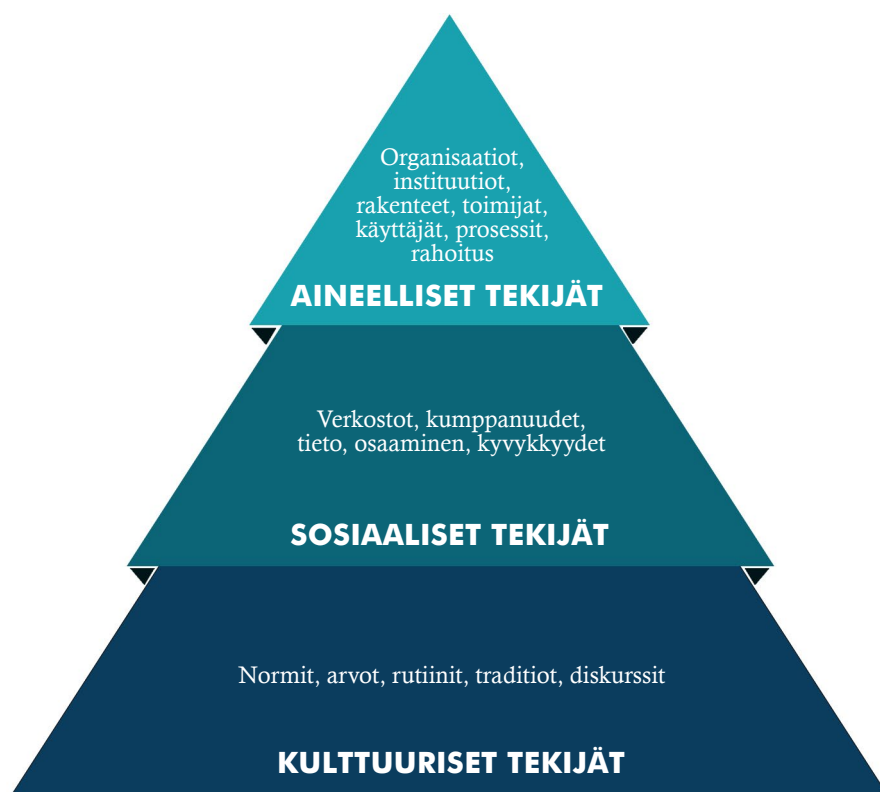 Organisaatiot,
instituutiot,
rakenteet, toimijat,
käyttäjät, prosessit,
rahoitus
AINEELLISET TEKIJÄT
Verkostot, kumppanuudet,
tieto, osaaminen, kyvykkyydet
SOSIAALISET TEKIJÄT
Normit, arvot, rutiinit, traditiot, diskurssit
KULTTUURISET TEKIJÄT